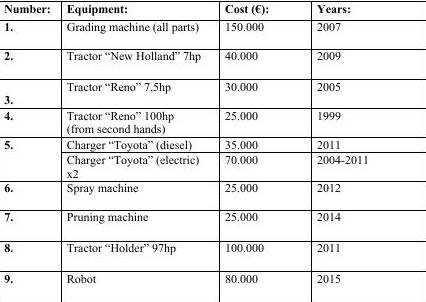 Number: Equipment: Cost (€): Years:
1. Grading machine (all parts) 150.000 2007
2. Tractor “New Holland” 7hp 40.000 2009
3. Tractor “Reno” 7,5hp 30.000 2005
4. Tractor “Reno” 100hp 25.000 1999
(from second hands)
5. Charger “Toyota” (diesel) 35.000 2011
Charger “Toyota” (electric) 70.000 2004-2011
x2
6. Spray machine 25.000 2012
7. Pruning machine 25.000 2014
8. Tractor “Holder” 97hp 100.000 2011
9. Robot 80.000 2015